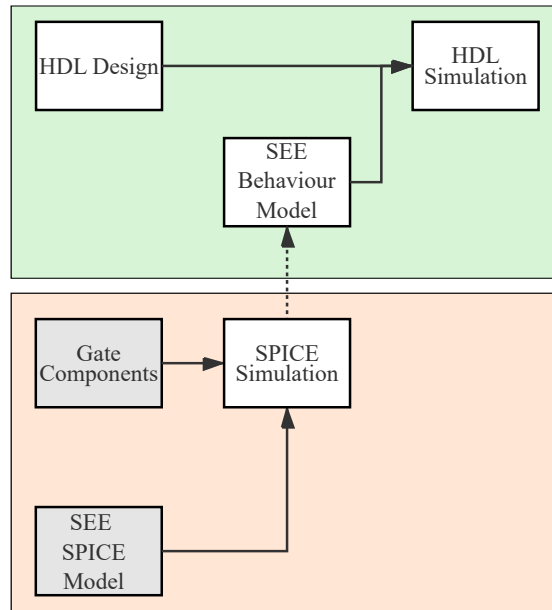 HDL Design
HDL
Simulation
SEE
Behaviour
Model
Gate
Components
SPICE
Simulation
SEE
SPICE
Model